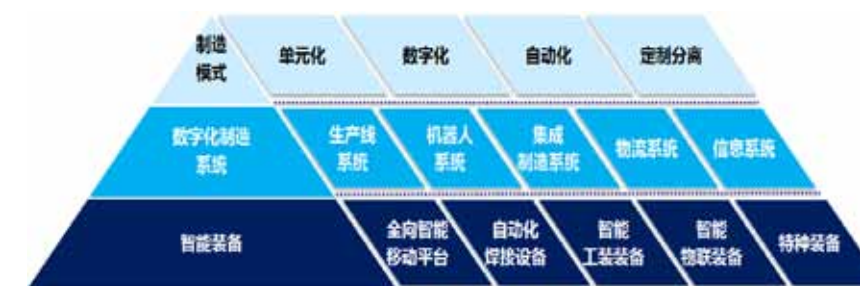 制造
模式
单元化
数字化
自动化
定制分离
数字化制造
系统
生产线
系统
机器人
系统
集成
制造系统
物流系统
信息系统
智能装备
全向智能
移动平台
自动化
焊接设备
智能
工装装备
智能
物联装备
特种装备